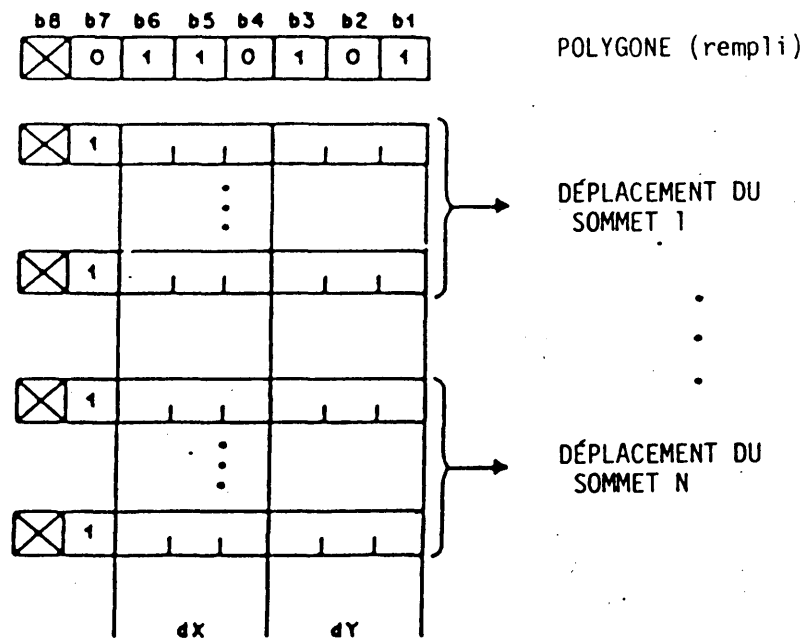 b8 b7 b6 b5 b4 b3 b2 b1
0 1 1 0 1 0 1 POLYGONE (rempli)
1
DÉPLACEMENT DU
SOMMET 1
1
1
DÉPLACEMENT DU
SOMMET N
1
dX dY